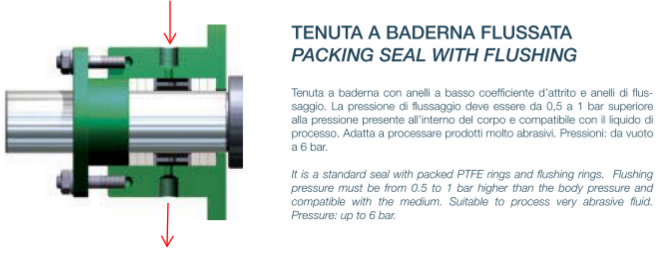 TENUTA A BADERNA FLUSSATA
PACKING SEAL WITH FLUSHING
Tenuta a baderna con anelli a basso coefficiente d'attrito e anelli di flus-
saggio. La pressione di flussaggio deve essere da 0,5 a 1 bar superiore
alla pressione presente all'interno del corpo e compatibile con il liquido di
processo. Adatta a processare prodotti molto abrasivi. Pressioni: da vuoto
a 6 bar.
It is a standard seal with packed PTFE rings and flushing rings. Flushing
pressure must be from 0.5 to 1 bar higher than the body pressure and
compatible with the medium. Suitable to process very abrasive fluid.
Pressure: up to 6 bar.